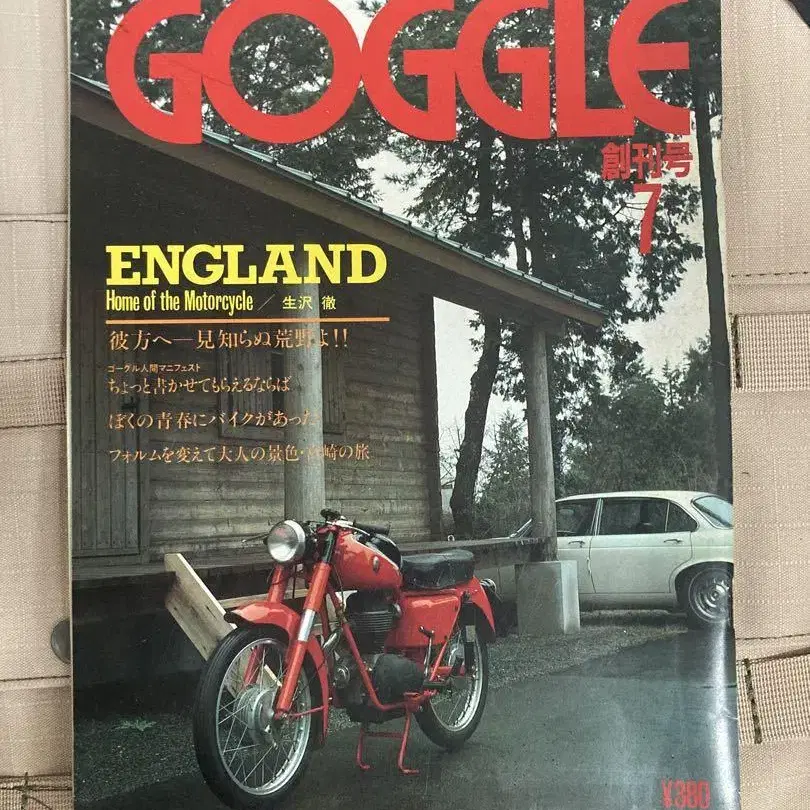 GOGGLE
創刊号
7
ENGLAND
Home of the Motorcycle / 生沢 徹
彼方へ—見知らぬ荒野よ!!
ゴーグル人間マニフェスト
ちょっと書かせてもらえるならば
ぼくの青春にバイクがあった
フォルムを変えて大人の景色・崎の旅
¥380